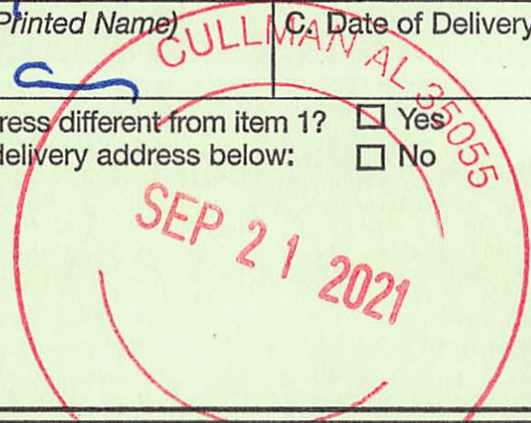 Printed Name)
C. Date of Delivery
CULLMAN AL 35055
ress different from item 1?
Yes
delivery address below:
No
SEP 21 2021